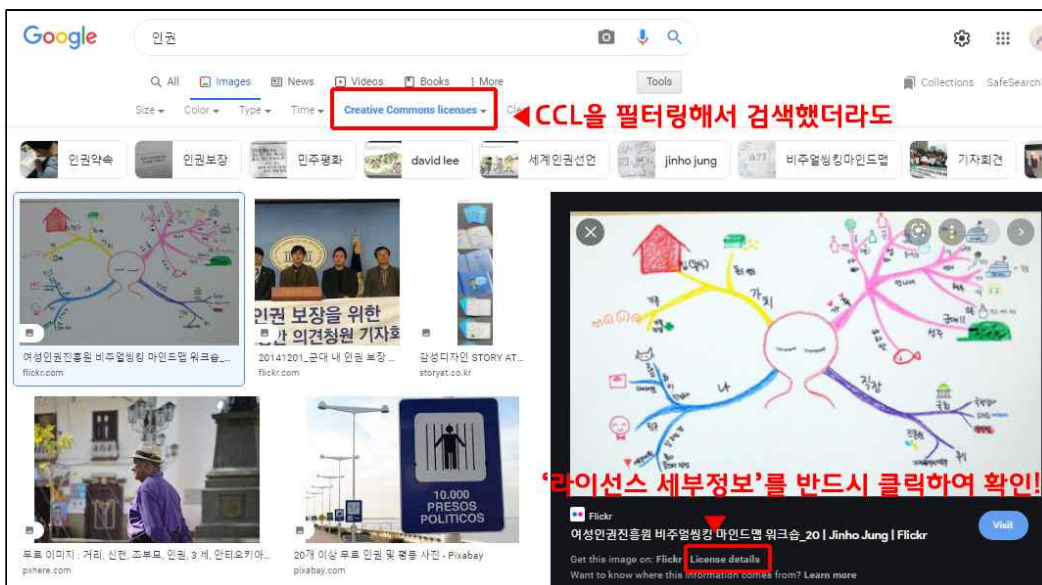 Google
인권
All Images News Videos Books More Tools Collections SafeSearch
Size Color Type Time Creative Commons licenses
◀CCL을 필터링해서 검색했더라도
인권약속 인권보장 민주평화 david lee 세계인권선언 jinho jung 비주얼씽킹마인드맵 기자회견
인권 보장을 위한
의견청원 기자회
여성인권진흥원 비주얼씽킹 마인드맵 워크숍_...
flickr.com
20141201_군대 내 인권 보장 ...
flickr.com
감성디자인 STORY AT...
storyat.co.kr
10.000
PRESOS
POLITICOS
무료 이미지 : 거리, 신전, 조부모, 인권, 3 세, 안티오키아...
pxhere.com
20개 이상 무료 인권 및 평등 사진 - Pixabay
pixabay.com
가회
나
직장
'라이선스 세부정보'를 반드시 클릭하여 확인!
Flickr
여성인권진흥원 비주얼씽킹 마인드맵 워크숍_20 | Jinho Jung | Flickr
Visit
Get this image on: Flickr License details
Want to know where this information comes from? Learn more